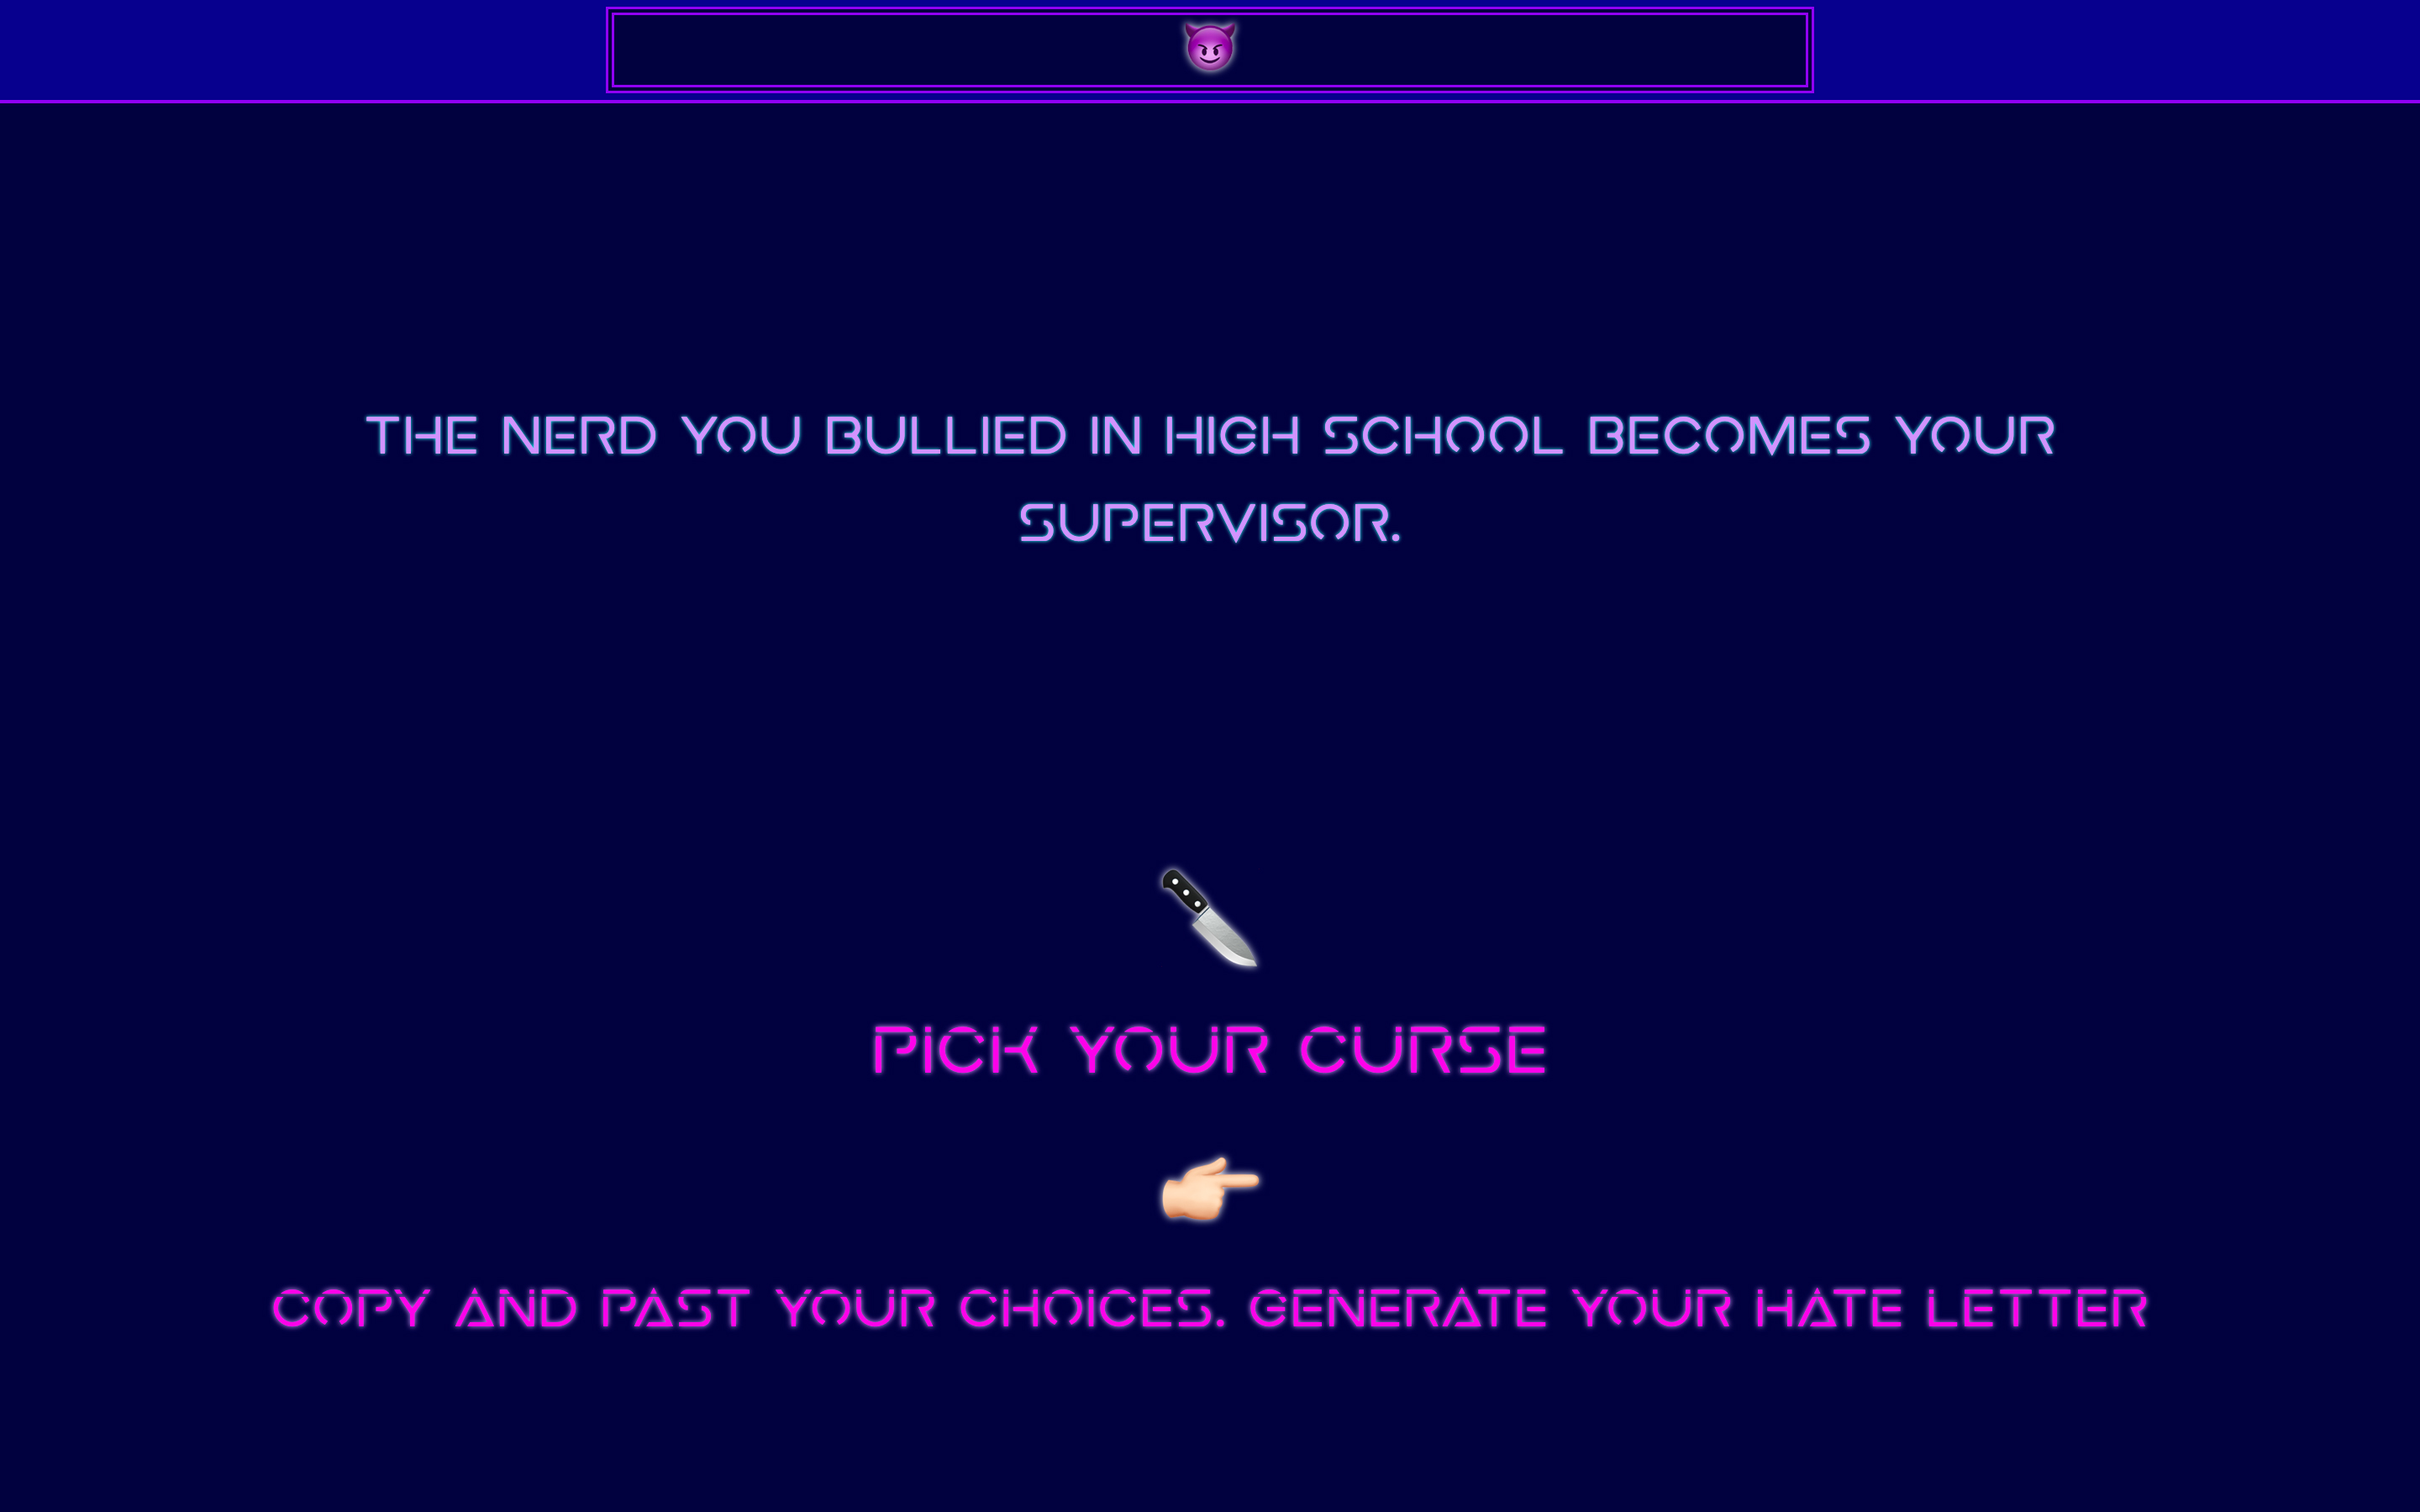 THE NERD YOU BULLIED IN HIGH SCHOOL BECOMES YOUR
SUPERVISOR.
PICK YOUR CURSE
COPY AND PAST YOUR CHOICES. GENERATE YOUR HATE LETTER